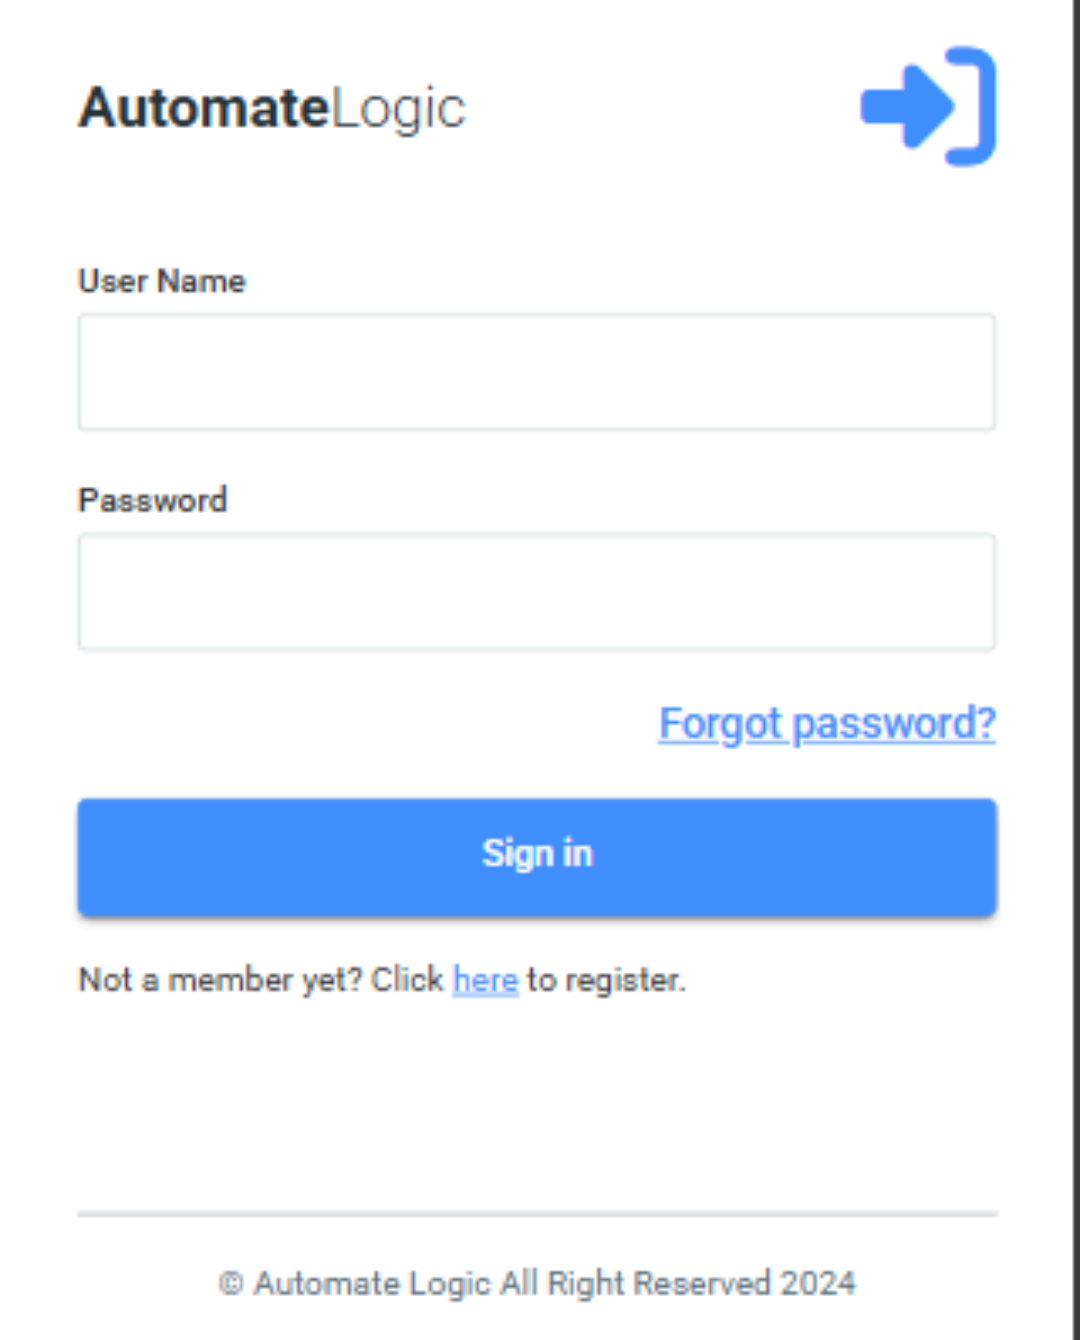 AutomateLogic
User Name
Password
Forgot password?
Sign in
Not a member yet? Click here to register.
© Automate Logic All Right Reserved 2024